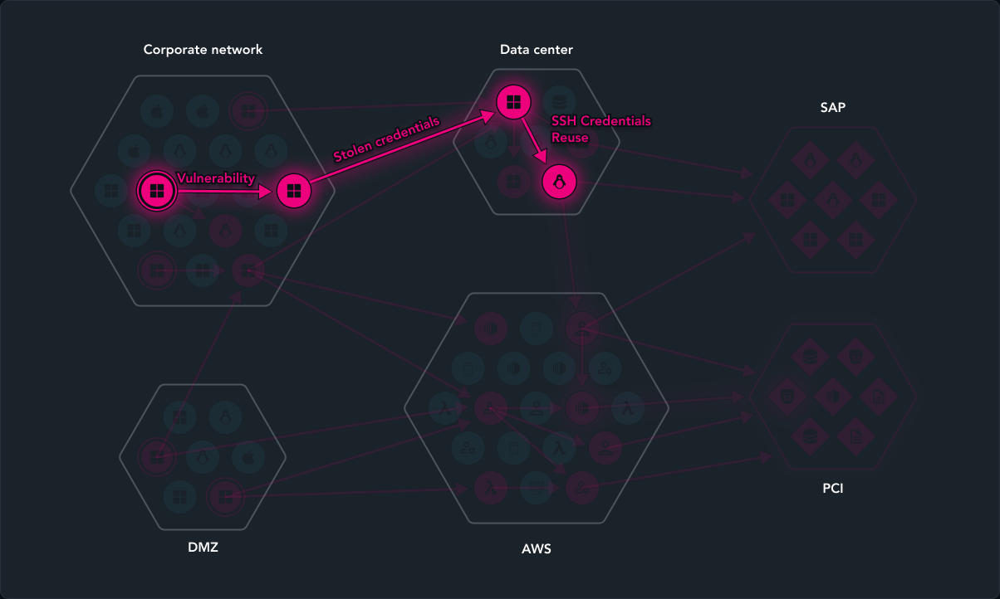 Corporate network
Data center
SAP
Stolen credentials
SSH Credentials
Reuse
Vulnerability
PCI
DMZ
AWS